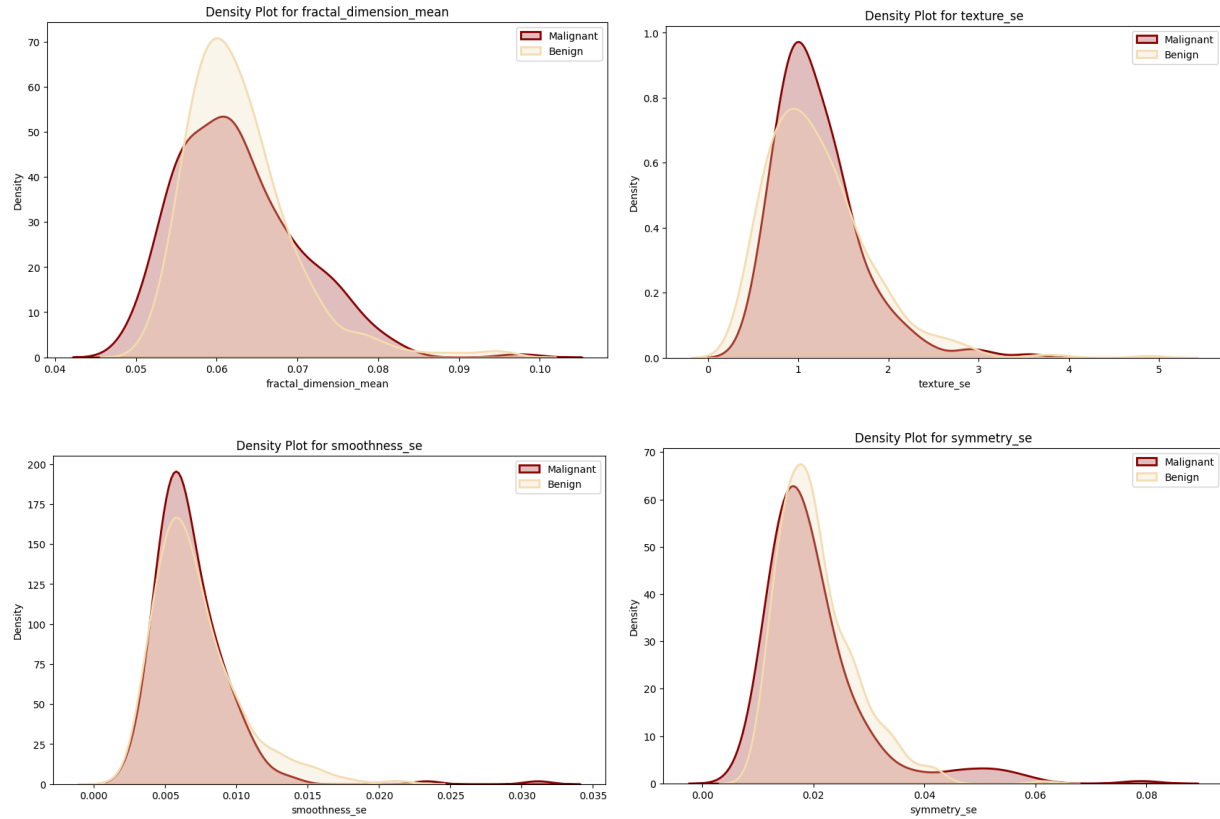 Density Plot for fractal_dimension_mean
Malignant
Benign
70
60
50
40
30
20
10
0
Density
0.04 0.05 0.06 0.07 0.08 0.09 0.10
fractal_dimension_mean
Density Plot for texture_se
Malignant
Benign
1.0
0.8
0.6
0.4
0.2
0.0
Density
0 1 2 3 4 5
texture_se
Density Plot for smoothness_se
Malignant
Benign
200
175
150
125
100
75
50
25
0
Density
0.000 0.005 0.010 0.015 0.020 0.025 0.030 0.035
smoothness_se
Density Plot for symmetry_se
Malignant
Benign
70
60
50
40
30
20
10
0
Density
0.00 0.02 0.04 0.06 0.08
symmetry_se